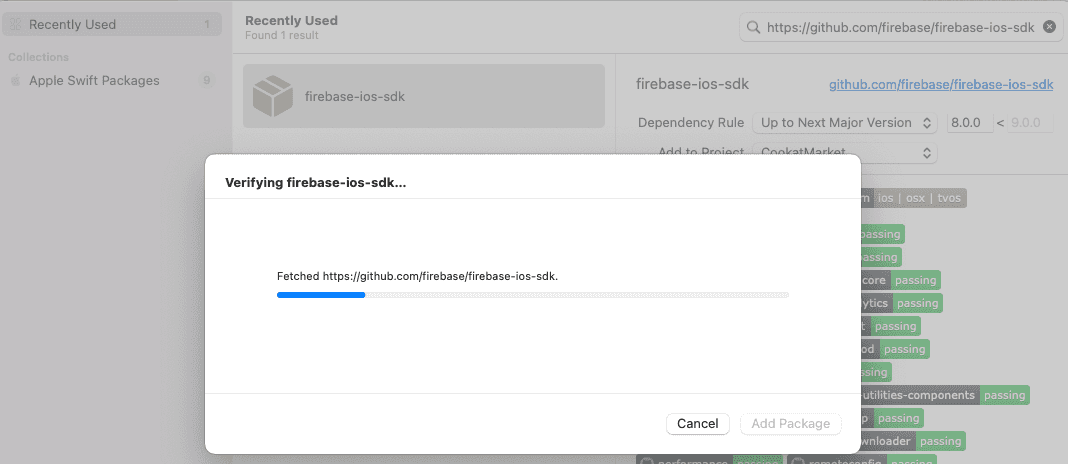 Recently Used 1
Collections
Apple Swift Packages 9
Recently Used
Found 1 result
https://github.com/firebase/firebase-ios-sdk
firebase-ios-sdk
firebase-ios-sdk github.com/firebase/firebase-ios-sdk
Dependency Rule Up to Next Major Version 8.0.0 < 9.0.0
Add to Project CookatMarket
Verifying firebase-ios-sdk...
Fetched https://github.com/firebase/firebase-ios-sdk.
Cancel Add Package
m ios | osx | tvos
passing
passing
core passing
ytics passing
t passing
od passing
assing
-utilities-components passing
p passing
wnloader passing
performance passing remoteconfig passing